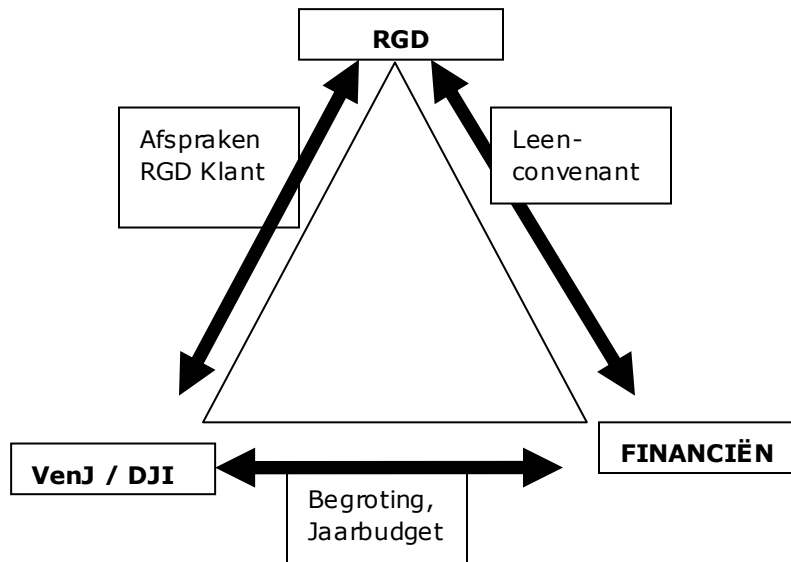 RGD
Afspraken
RGD Klant
Leen-
convenant
VenJ / DJI
FINANCIËN
Begroting,
Jaarbudget